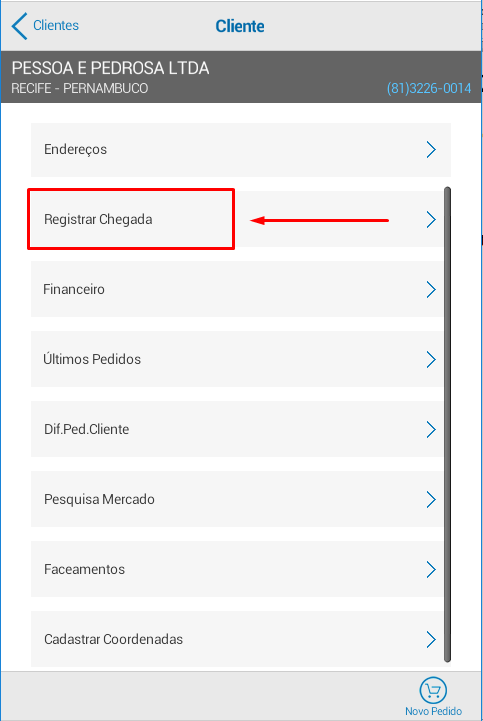 Clientes
Cliente
PESSOA E PEDROSA LTDA
RECIFE - PERNAMBUCO
(81)3226-0014
Endereços
Registrar Chegada
Financeiro
Últimos Pedidos
Dif.Ped.Cliente
Pesquisa Mercado
Faceamentos
Cadastrar Coordenadas
Novo Pedido